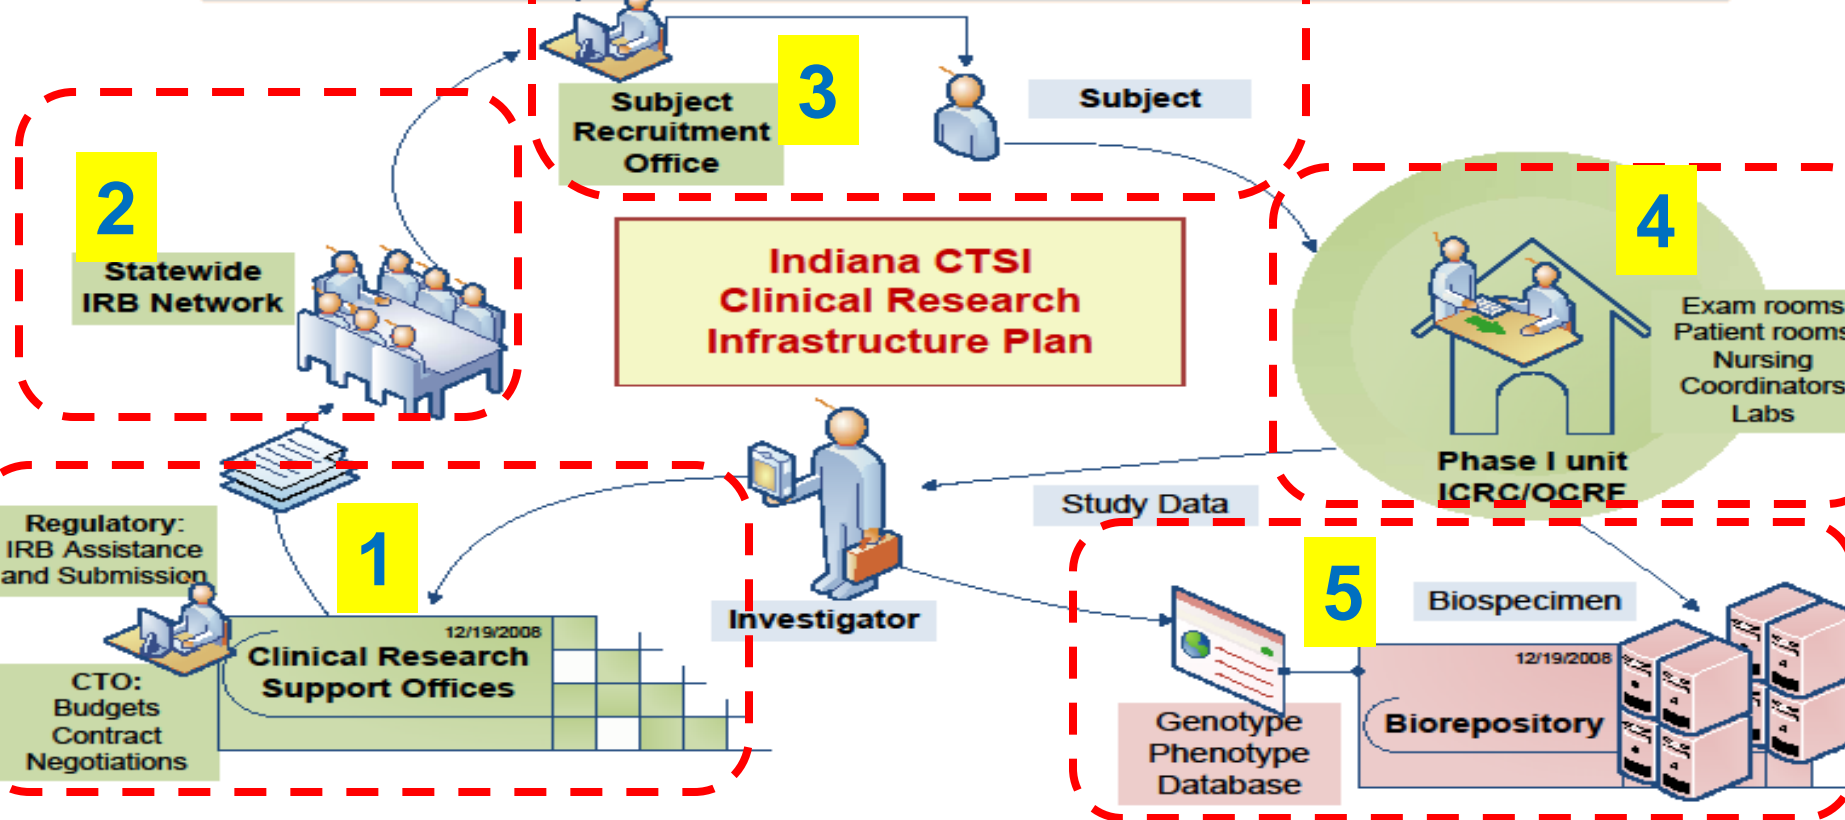 3
Subject
Recruitment
Office
Subject
2
Statewide
IRB Network
4
Exam rooms
Patient rooms
Nursing
Coordinators
Labs
Phase I unit
ICRC/OCRF
Indiana CTSI
Clinical Research
Infrastructure Plan
Study Data
1
Regulatory:
IRB Assistance
and Submission
12/19/2008
Clinical Research
Support Offices
CTO:
Budgets
Contract
Negotiations
Investigator
5
Biospecimen
12/19/2008
Biorepository
Genotype
Phenotype
Database